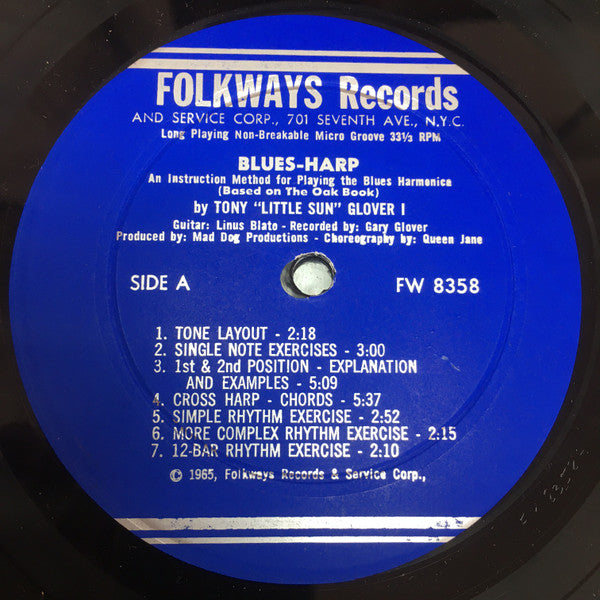 FOLKWAYS Records
AND SERVICE CORP., 701 SEVENTH AVE., N.Y.C.
Long Playing Non-Breakable Micro Groove 33⅓ RPM
BLUES-HARP
An Instruction Method for Playing the Blues Harmonica
(Based on The Oak Book)
by TONY "LITTLE SUN" GLOVER I
Guitar: Linus Blato - Recorded by: Gary Glover
Produced by: Mad Dog Productions - Choreography by: Queen Jane
SIDE A
FW 8358
1. TONE LAYOUT - 2:18
2. SINGLE NOTE EXERCISES - 3:00
3. 1st & 2nd POSITION - EXPLANATION
AND EXAMPLES - 5:09
4. CROSS HARP - CHORDS - 5:37
5. SIMPLE RHYTHM EXERCISE - 2:52
6. MORE COMPLEX RHYTHM EXERCISE - 2:15
7. 12-BAR RHYTHM EXERCISE - 2:10
© 1965, Folkways Records & Service Corp.,